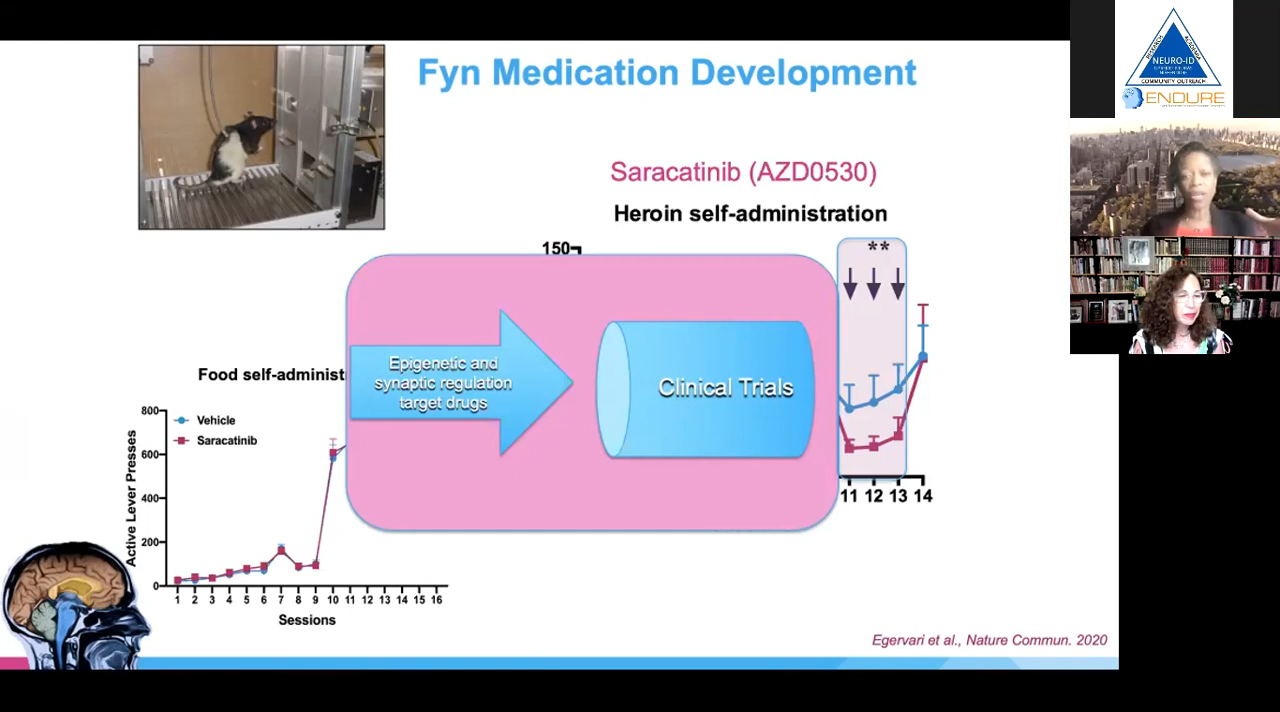 Fyn Medication Development
Saracatinib (AZD0530)
Heroin self-administration
150
**
Epigenetic and
synaptic regulation
target drugs
Clinical Trials
11 12 13 14
Food self-administ
800
600
400
200
0
Vehicle
Saracatinib
Active Lever Presses
1 2 3 4 5 6 7 8 9 10 11 12 13 14 15 16
Sessions
Egervari et al., Nature Commun. 2020
RESEARCH
ACADEMIA
NEURO-ID
COMMUNITY OUTREACH
ENDURE